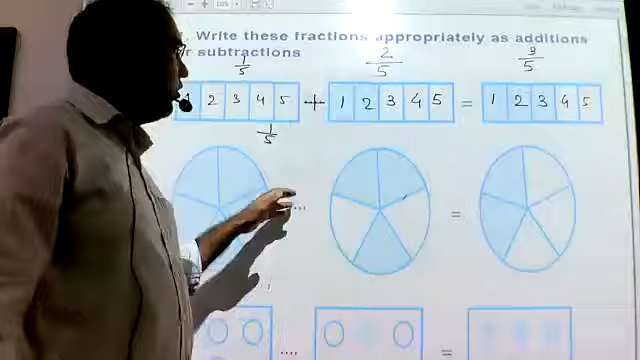 Write these fractions appropriately as additions
r subtractions
1/5 2/5 3/5
1 2 3 4 5 + 1 2 3 4 5 = 1 2 3 4 5
1/5
.... =
.... =